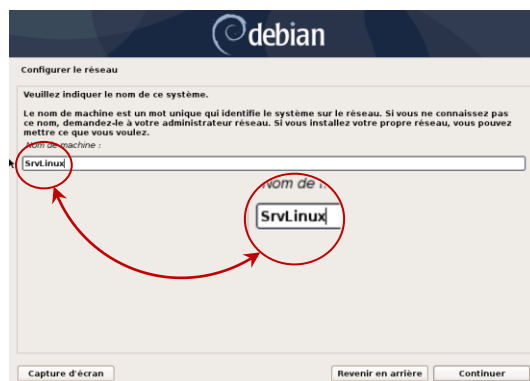 debian
Configurer le réseau
Veuillez indiquer le nom de ce système.
Le nom de machine est un mot unique qui identifie le système sur le réseau. Si vous ne connaissez pas
ce nom, demandez-le à votre administrateur réseau. Si vous installez votre propre réseau, vous pouvez
mettre ce que vous voulez.
Nom de machine :
SrvLinux
Nom de
SrvLinux
Capture d'écran
Revenir en arrière
Continuer